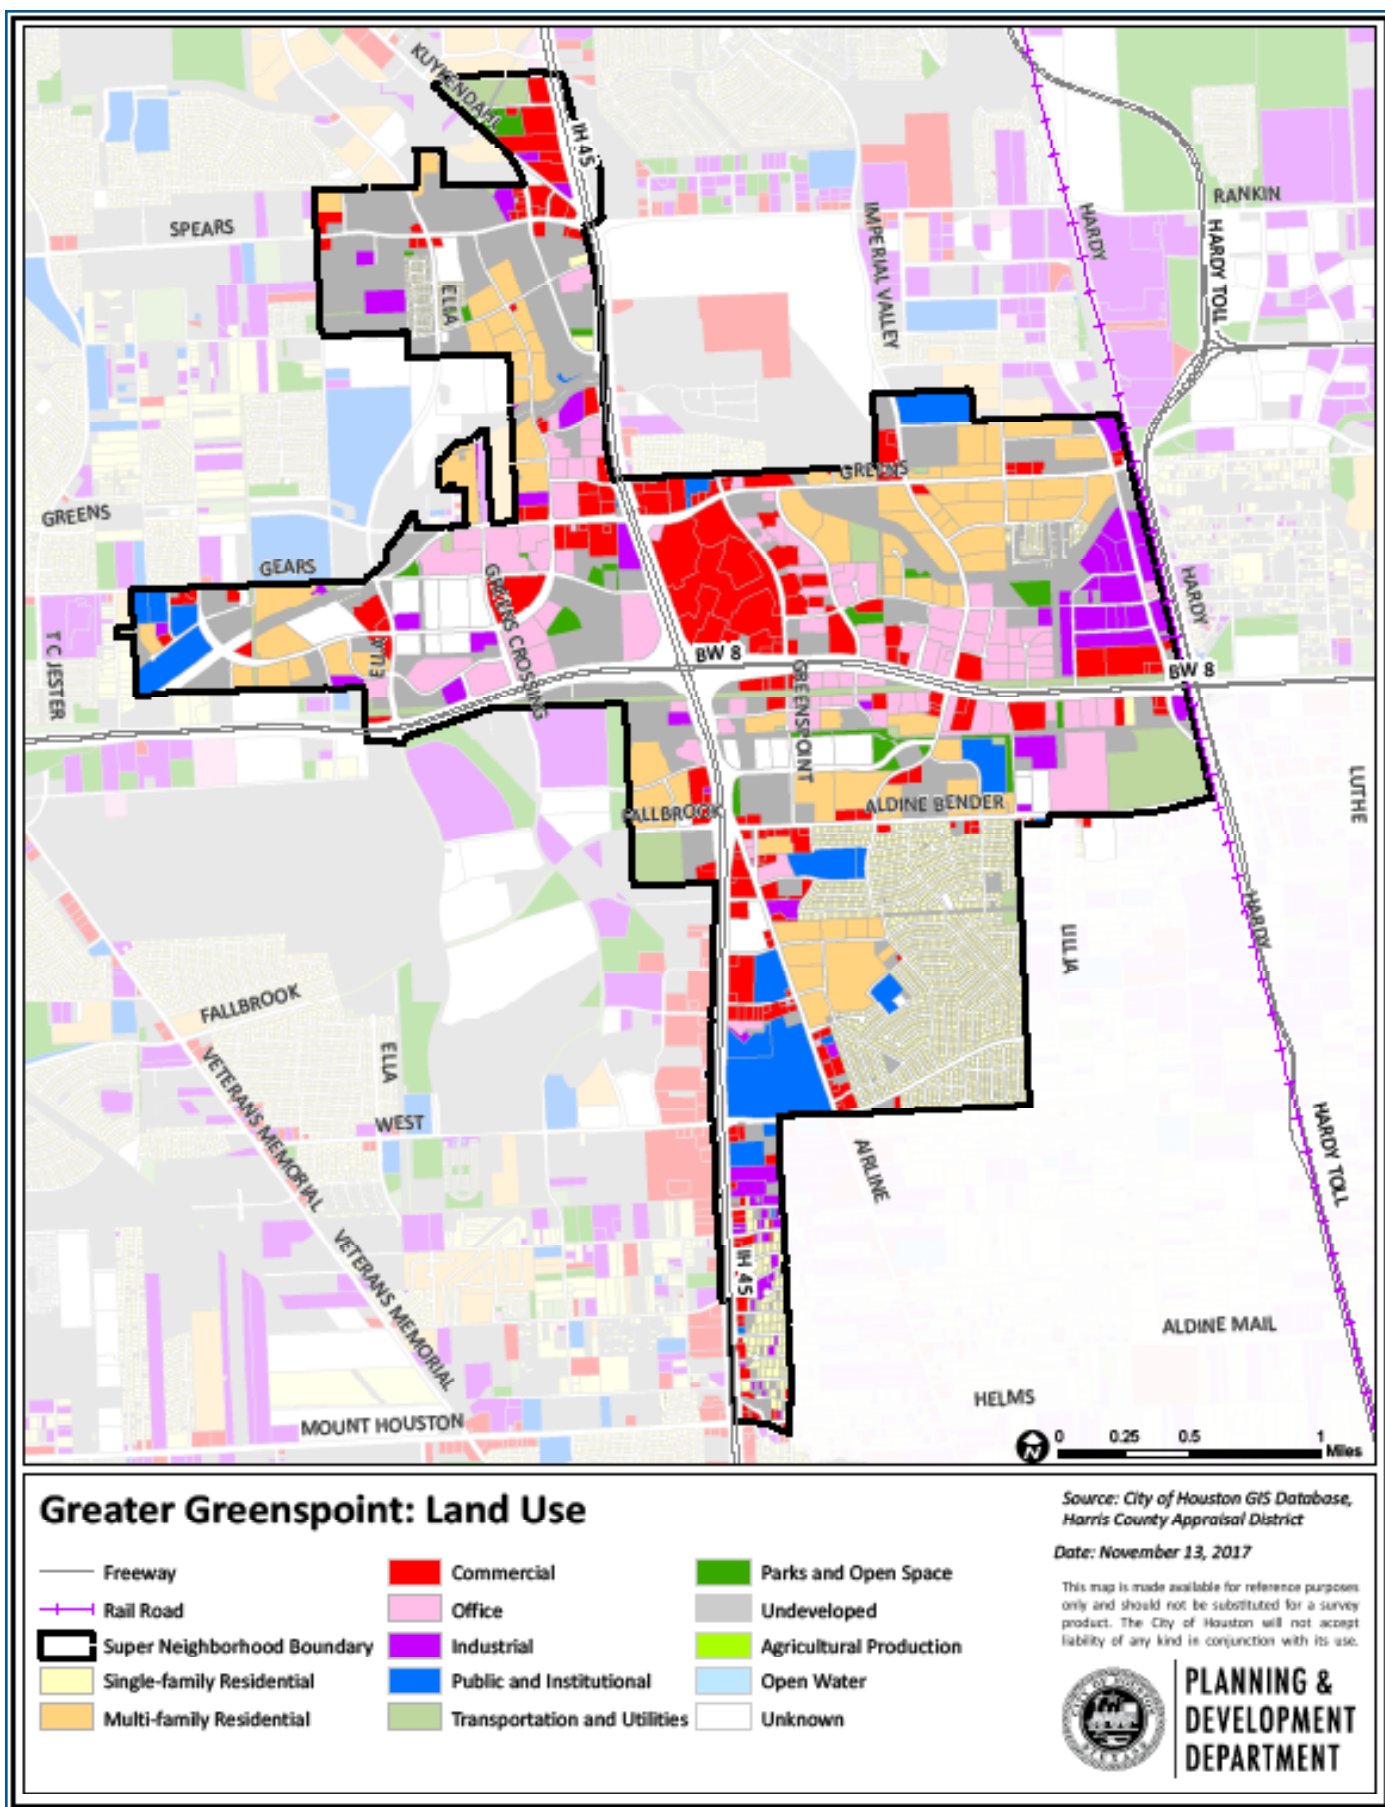 KUYKENDAHL
IH 45
SPEARS
ELLA
IMPERIAL VALLEY
HARDY
RANKIN
HARDY TOLL
GREENS
GREENS
GEARS
GREENS CROSSING
ELLA
T C JESTER
HARDY
BW 8
BW 8
GREENSPOINT
FALLBROOK
ALDINE BENDER
LUTHE
HARDY
LILLJA
FALLBROOK
ELLA
VETERANS MEMORIAL
WEST
AIRLINE
HARDY TOLL
VETERANS MEMORIAL
IH 45
ALDINE MAIL
HELMS
MOUNT HOUSTON
N
0 0.25 0.5 1
Miles
Greater Greenspoint: Land Use
Freeway
Rail Road
Super Neighborhood Boundary
Single-family Residential
Multi-family Residential
Commercial
Office
Industrial
Public and Institutional
Transportation and Utilities
Parks and Open Space
Undeveloped
Agricultural Production
Open Water
Unknown
Source: City of Houston GIS Database,
Harris County Appraisal District
Date: November 13, 2017
This map is made available for reference purposes
only and should not be substituted for a survey
product. The City of Houston will not accept
liability of any kind in conjunction with its use.
PLANNING &
DEVELOPMENT
DEPARTMENT